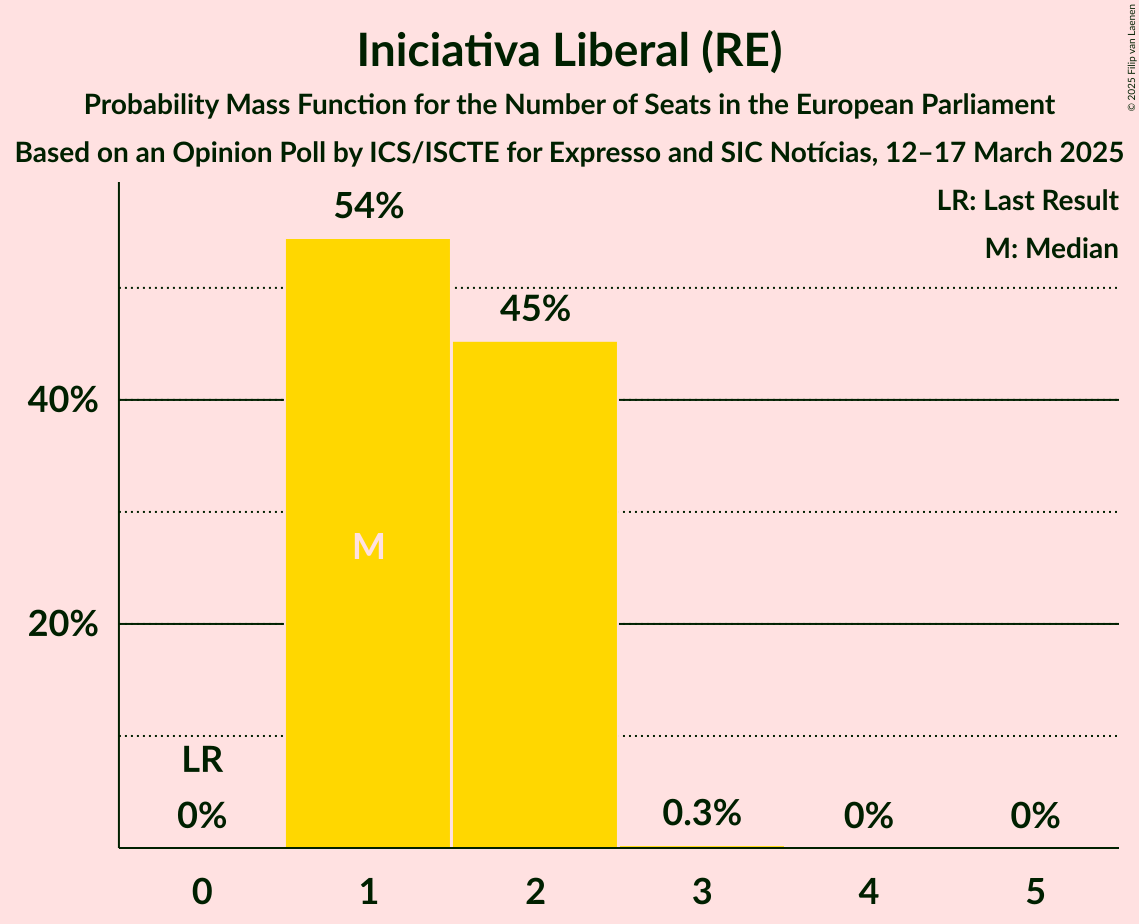 Iniciativa Liberal (RE)
Probability Mass Function for the Number of Seats in the European Parliament
Based on an Opinion Poll by ICS/ISCTE for Expresso and SIC Notícias, 12–17 March 2025
© 2025 Filip van Laenen
LR: Last Result
M: Median
54%
45%
40%
M
20%
LR
0%
0.3%
0%
0%
0
1
2
3
4
5